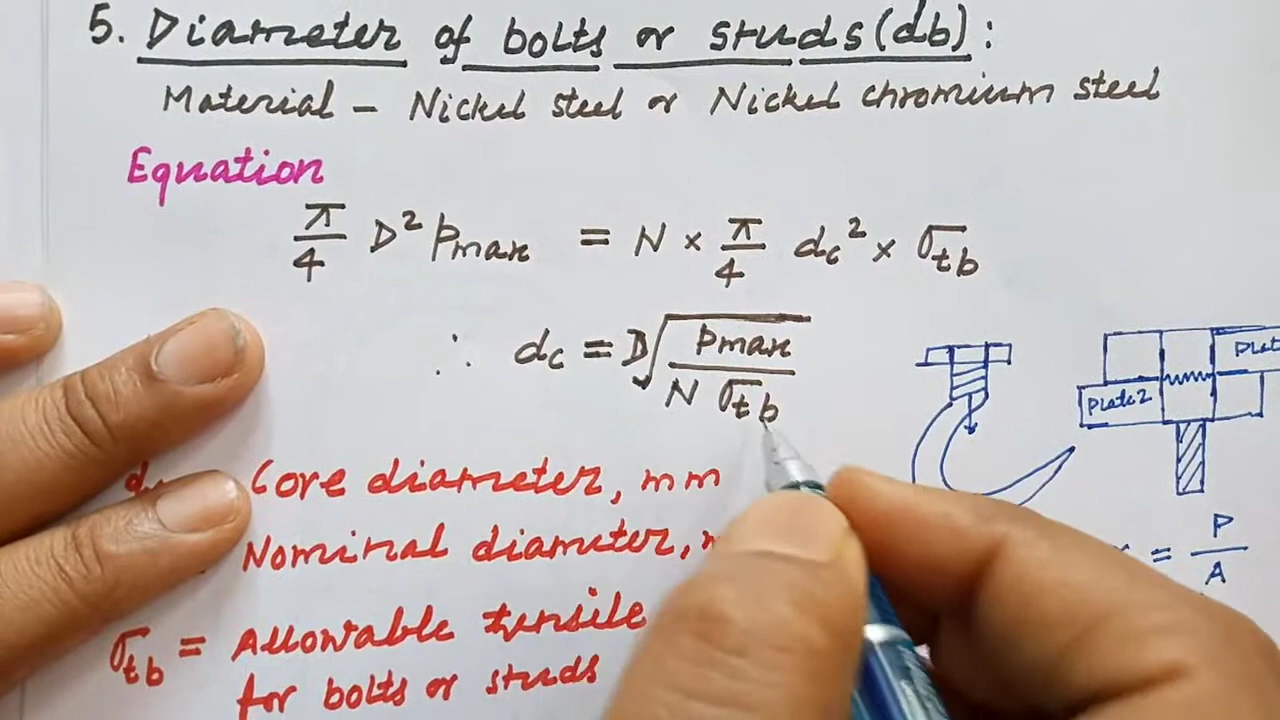 5. Diameter of bolts or studs (db) :
Material - Nickel steel or Nickel chromium steel
Equation
π/4 D² Pmax = N × π/4 dc² × σtb
∴ dc = D√(Pmax / N σtb)
Plate 2
Core diameter, mm
Nominal diameter,
= P/A
σtb = Allowable tensile
for bolts or studs